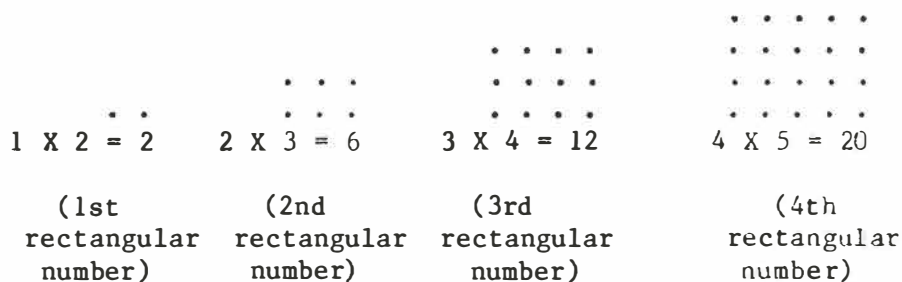 1 X 2 = 2 2 X 3 = 6 3 X 4 = 12 4 X 5 = 20
(1st (2nd (3rd (4th
rectangular rectangular rectangular rectangular
number) number) number) number)